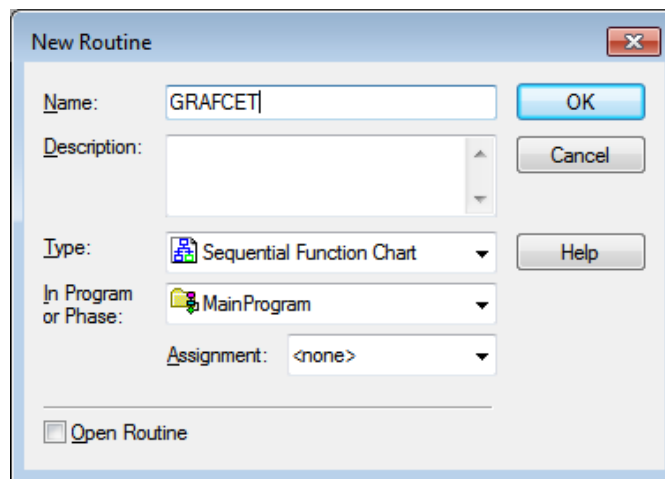 New Routine
Name: GRAFCET OK
Description: Cancel
Type: Sequential Function Chart Help
In Program
or Phase: MainProgram
Assignment: <none>
Open Routine